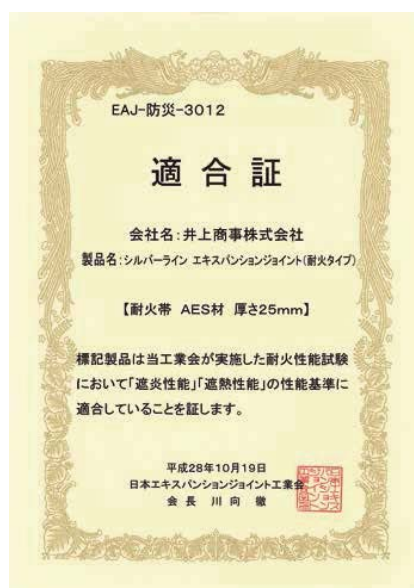 EAJ-防災-3012
適合証
会社名:井上商事株式会社
製品名:シルバーライン エキスパンションジョイント(耐火タイプ)
【耐火帯 AES材 厚さ25mm】
標記製品は当工業会が実施した耐火性能試験
において「遮炎性能」「遮熱性能」の性能基準に
適合していることを証します。
平成28年10月19日
日本エキスパンションジョイント工業会
会長 川向 徹